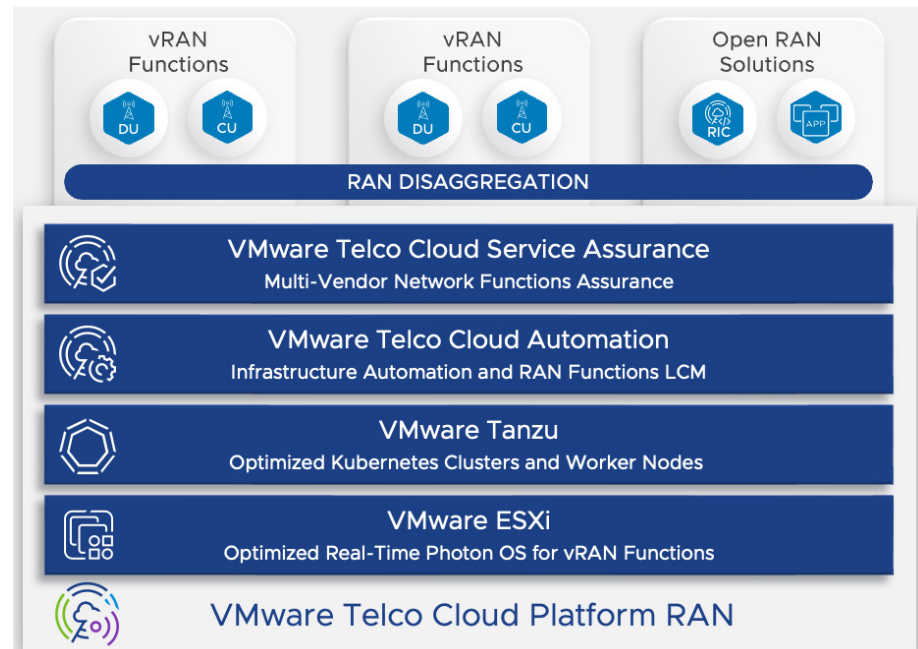 vRAN
Functions
DU
CU
vRAN
Functions
DU
CU
Open RAN
Solutions
RIC
APP
RAN DISAGGREGATION
VMware Telco Cloud Service Assurance
Multi-Vendor Network Functions Assurance
VMware Telco Cloud Automation
Infrastructure Automation and RAN Functions LCM
VMware Tanzu
Optimized Kubernetes Clusters and Worker Nodes
VMware ESXi
Optimized Real-Time Photon OS for vRAN Functions
VMware Telco Cloud Platform RAN